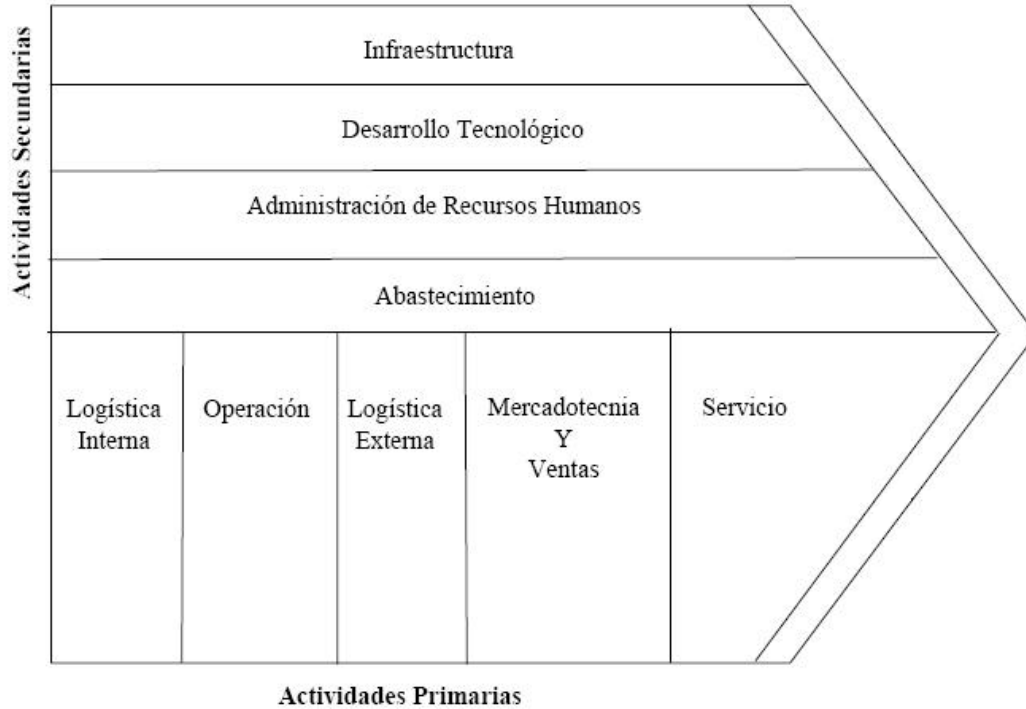 Actividades Secundarias
Infraestructura
Desarrollo Tecnológico
Administración de Recursos Humanos
Abastecimiento
Logística
Interna
Operación
Logística
Externa
Mercadotecnia
Y
Ventas
Servicio
Actividades Primarias